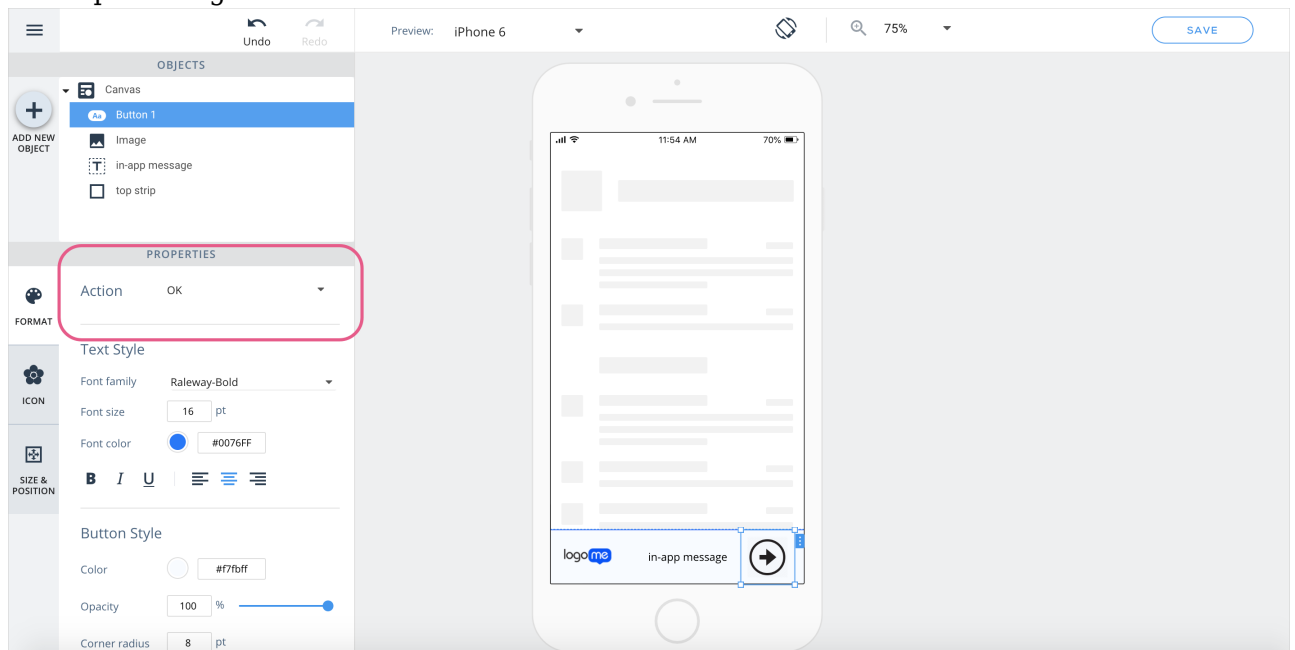 Undo
Redo
Preview: iPhone 6
75%
SAVE
OBJECTS
Canvas
Aa Button 1
Image
T in-app message
top strip
ADD NEW
OBJECT
PROPERTIES
Action OK
FORMAT
Text Style
Font family Raleway-Bold
Font size 16 pt
Font color #0076FF
B I U
ICON
SIZE &
POSITION
Button Style
Color #f7fbff
Opacity 100 %
Corner radius 8 pt
11:54 AM 70%
logo me in-app message